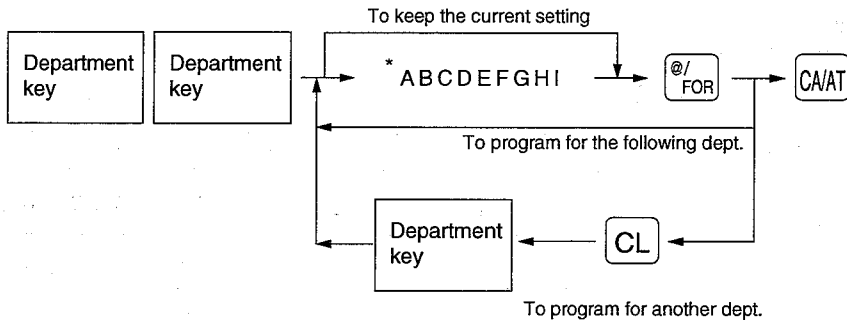 To keep the current setting
Department key
Department key
* A B C D E F G H I
@/ FOR
CA/AT
To program for the following dept.
Department key
CL
To program for another dept.